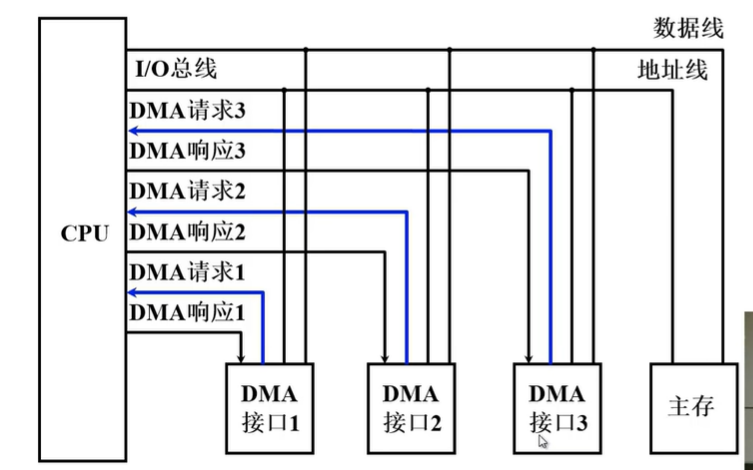 数据线
I/O总线
地址线
DMA请求3
DMA响应3
DMA请求2
CPU
DMA响应2
DMA请求1
DMA响应1
DMA
接口1
DMA
接口2
DMA
接口3
主存